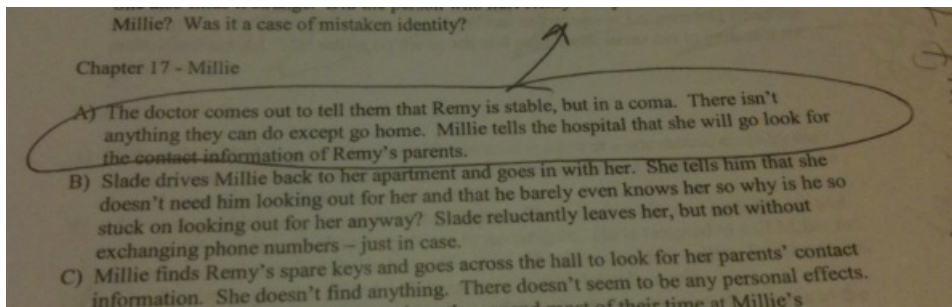 Millie? Was it a case of mistaken identity?
Chapter 17 - Millie
A) The doctor comes out to tell them that Remy is stable, but in a coma. There isn't
anything they can do except go home. Millie tells the hospital that she will go look for
the contact information of Remy's parents.
B) Slade drives Millie back to her apartment and goes in with her. She tells him that she
doesn't need him looking out for her and that he barely even knows her so why is he so
stuck on looking out for her anyway? Slade reluctantly leaves her, but not without
exchanging phone numbers – just in case.
C) Millie finds Remy's spare keys and goes across the hall to look for her parents' contact
information. She doesn't find anything. There doesn't seem to be any personal effects.
most of their time at Millie's